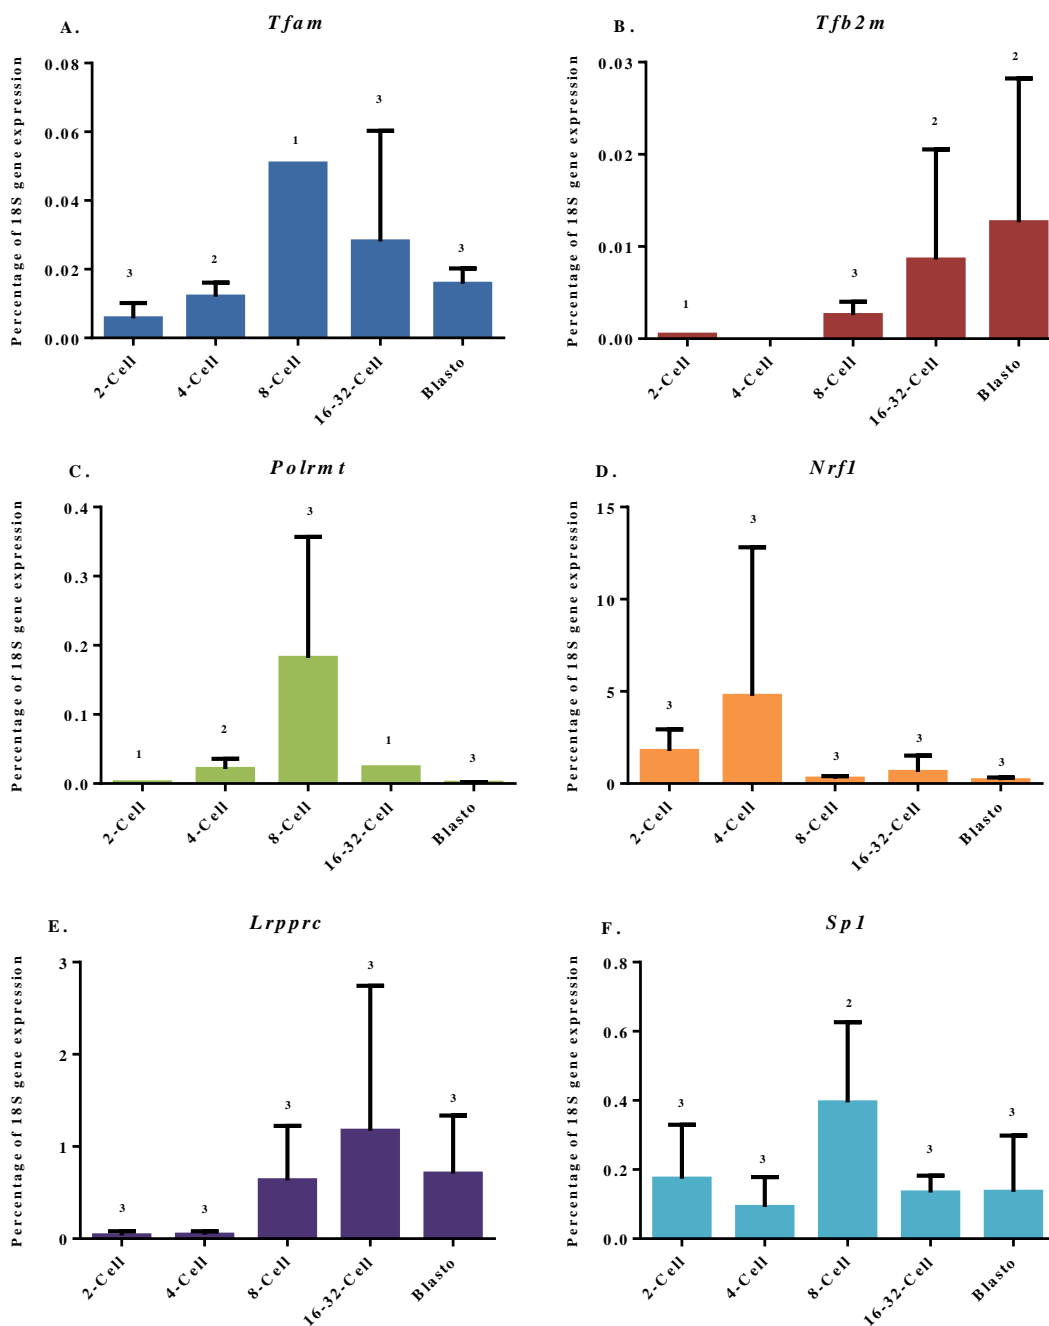 A. Tfam
Percentage of 18S gene expression
0.08
0.06
0.04
0.02
0.00
3
2
1
3
3
2-Cell
4-Cell
8-Cell
16-32-Cell
Blasto
B. Tfb2m
Percentage of 18S gene expression
0.03
0.02
0.01
0.00
1
3
2
2
2-Cell
4-Cell
8-Cell
16-32-Cell
Blasto
C. Polrmt
Percentage of 18S gene expression
0.4
0.3
0.2
0.1
0.0
1
2
3
1
3
2-Cell
4-Cell
8-Cell
16-32-Cell
Blasto
D. Nrf1
Percentage of 18S gene expression
15
10
5
0
3
3
3
3
3
2-Cell
4-Cell
8-Cell
16-32-Cell
Blasto
E. Lrpprc
Percentage of 18S gene expression
3
2
1
0
3
3
3
3
3
2-Cell
4-Cell
8-Cell
16-32-Cell
Blasto
F. Sp1
Percentage of 18S gene expression
0.8
0.6
0.4
0.2
0.0
3
3
2
3
3
2-Cell
4-Cell
8-Cell
16-32-Cell
Blasto